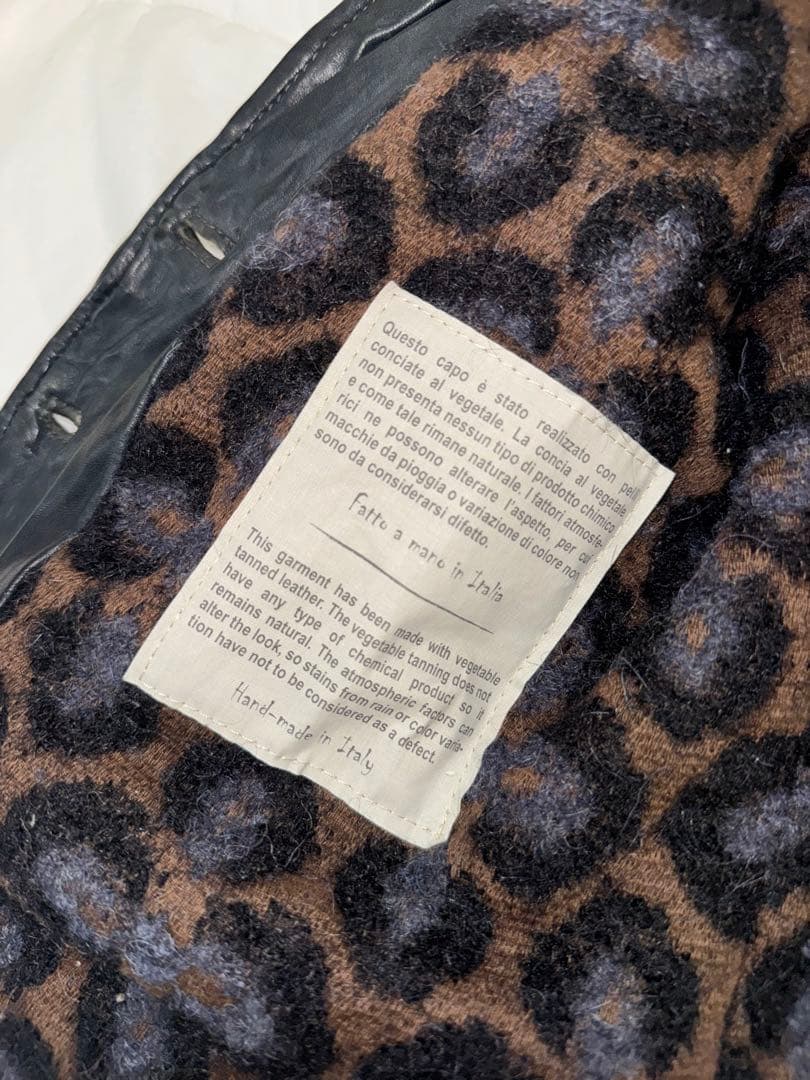 Questo capo è stato realizzato con pelli
conciate al vegetale. La concia al vegetale
non presenta nessun tipo di prodotto chimico
e come tale rimane naturale. I fattori atmosfe-
rici ne possono alterare l'aspetto, per cui
macchie da pioggia o variazione di colore non
sono da considerarsi difetto.
Fatto a mano in Italia
This garment has been made with vegetable
tanned leather. The vegetable tanning does not
have any type of chemical product, so it
remains natural. The atmospheric factors can
alter the look, so stains from rain or color varia-
tion have not to be considered as a defect.
Hand-made in Italy